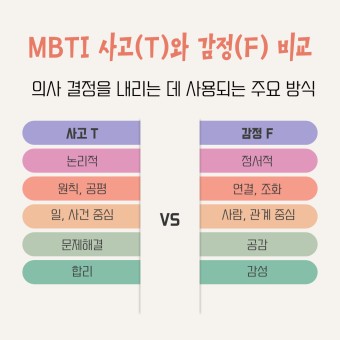 MBTI 사고(T)와 감정(F) 비교
의사 결정을 내리는 데 사용되는 주요 방식
사고 T
논리적
원칙, 공평
일, 사건 중심
문제해결
합리
VS
감정 F
정서적
연결, 조화
사람, 관계 중심
공감
감성